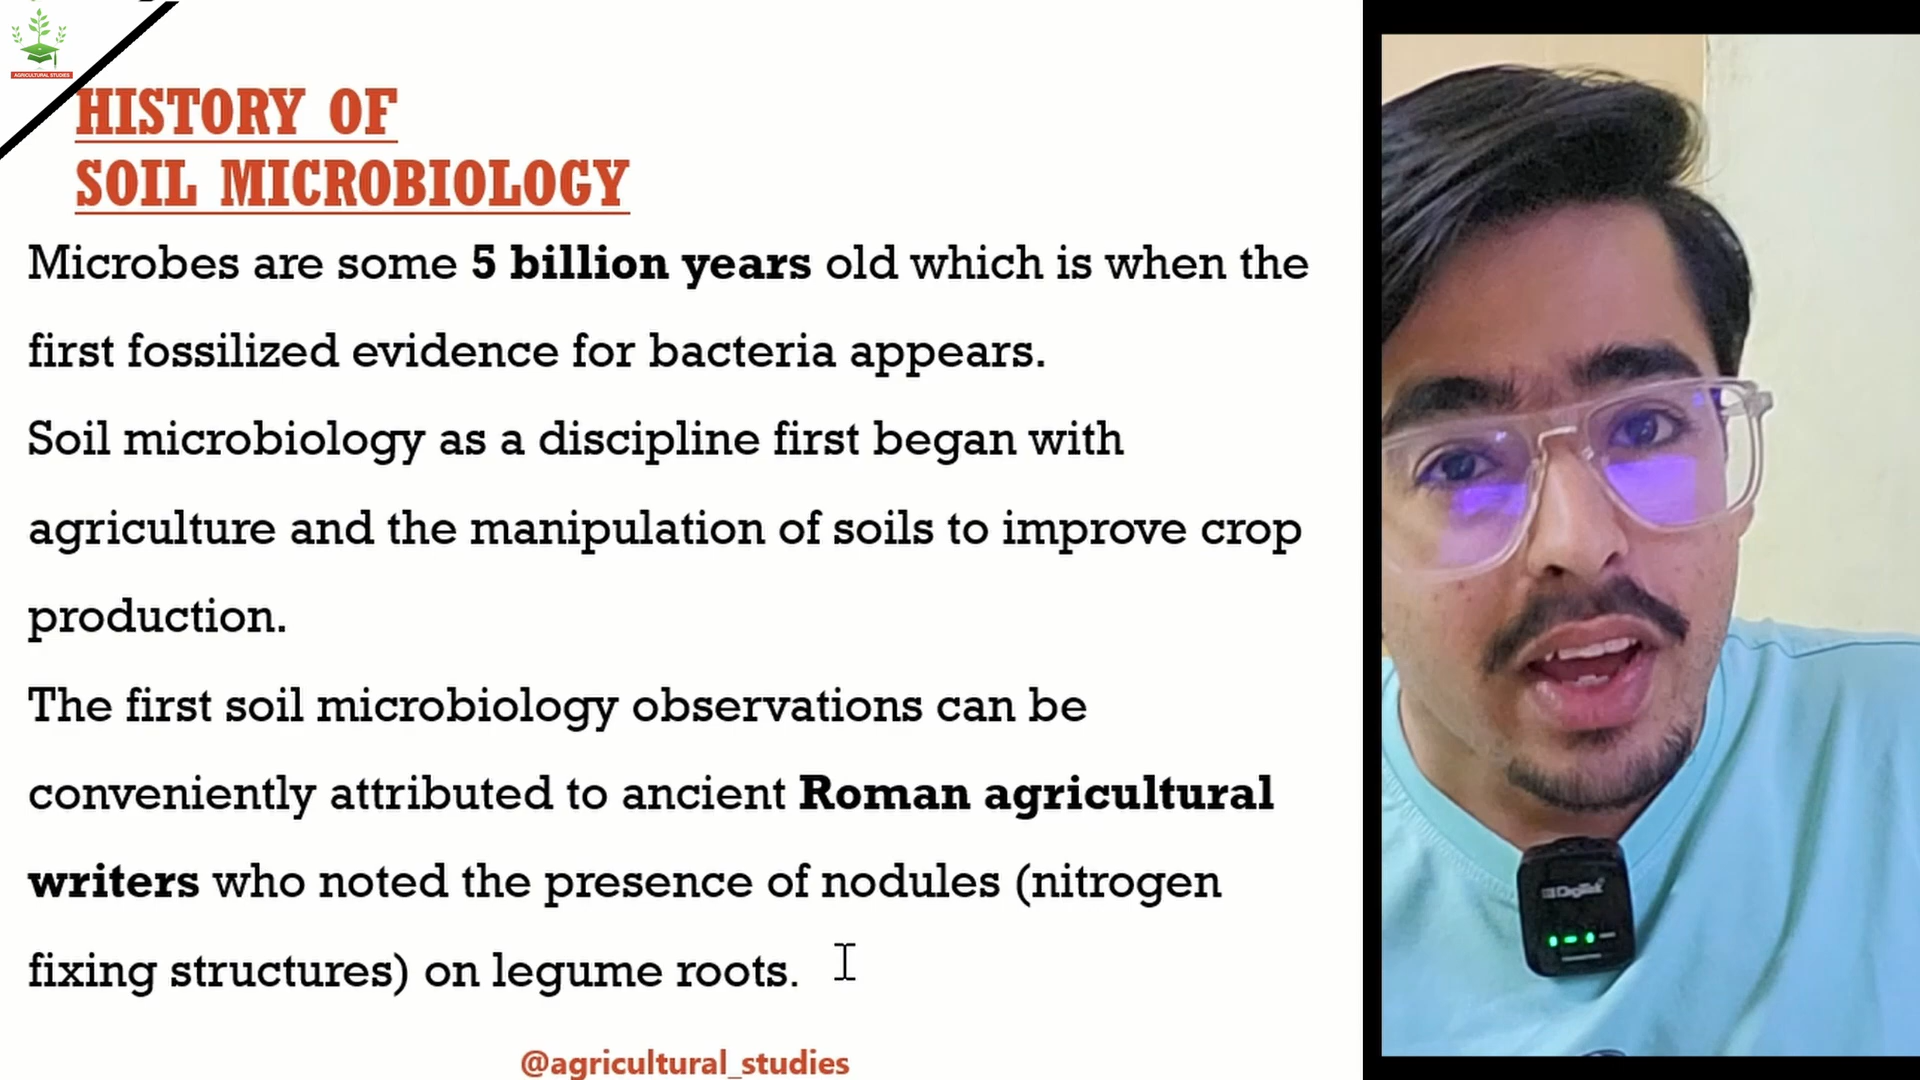 AGRICULTURAL STUDIES
HISTORY OF
SOIL MICROBIOLOGY
Microbes are some 5 billion years old which is when the
first fossilized evidence for bacteria appears.
Soil microbiology as a discipline first began with
agriculture and the manipulation of soils to improve crop
production.
The first soil microbiology observations can be
conveniently attributed to ancient Roman agricultural
writers who noted the presence of nodules (nitrogen
fixing structures) on legume roots.
@agricultural_studies
DigiTek